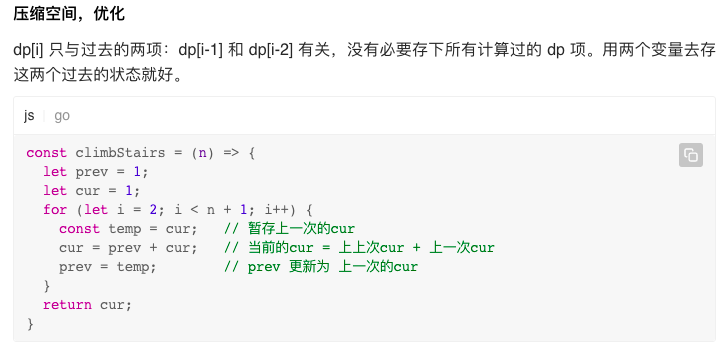 压缩空间，优化
dp[i] 只与过去的两项：dp[i-1] 和 dp[i-2] 有关，没有必要存下所有计算过的 dp 项。用两个变量去存
这两个过去的状态就好。
js go
const climbStairs = (n) => {
  let prev = 1;
  let cur = 1;
  for (let i = 2; i < n + 1; i++) {
    const temp = cur;   // 暂存上一次的cur
    cur = prev + cur;   // 当前的cur = 上上次cur + 上一次cur
    prev = temp;        // prev 更新为 上一次的cur
  }
  return cur;
}